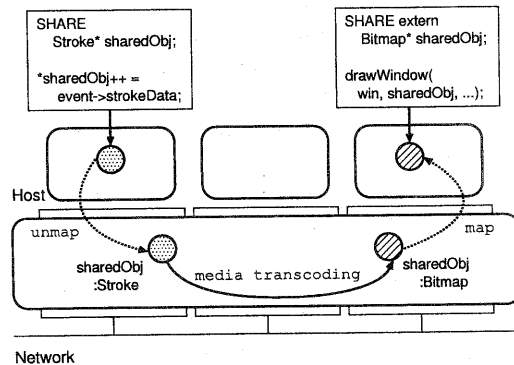 SHARE
Stroke* sharedObj;
*sharedObj++ =
event->strokeData;
SHARE extern
Bitmap* sharedObj;
drawWindow(
win, sharedObj, ...);
Host
unmap
map
sharedObj
:Stroke
media transcoding
sharedObj
:Bitmap
Network